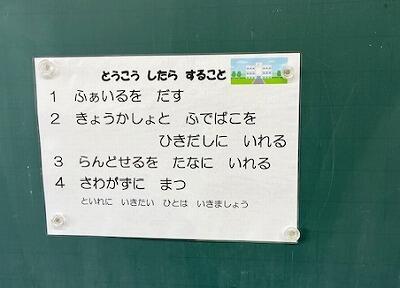 とうこう したら すること
1 ふぁいるを だす
2 きょうかしょと ふでばこを
ひきだしに いれる
3 らんどせるを たなに いれる
4 さわがずに まつ
といれに いきたい ひとは いきましょう